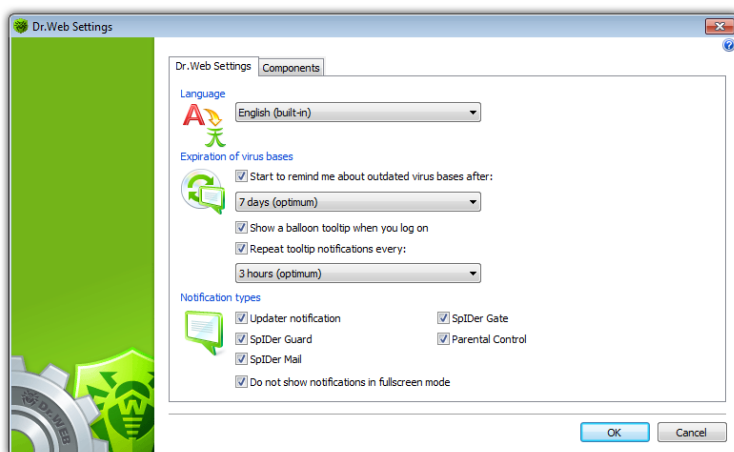 Dr.Web Settings
Dr.Web Settings Components
Language
English (built-in)
Expiration of virus bases
Start to remind me about outdated virus bases after:
7 days (optimum)
Show a balloon tooltip when you log on
Repeat tooltip notifications every:
3 hours (optimum)
Notification types
Updater notification SpIDer Gate
SpIDer Guard Parental Control
SpIDer Mail
Do not show notifications in fullscreen mode
Dr.WEB
OK Cancel